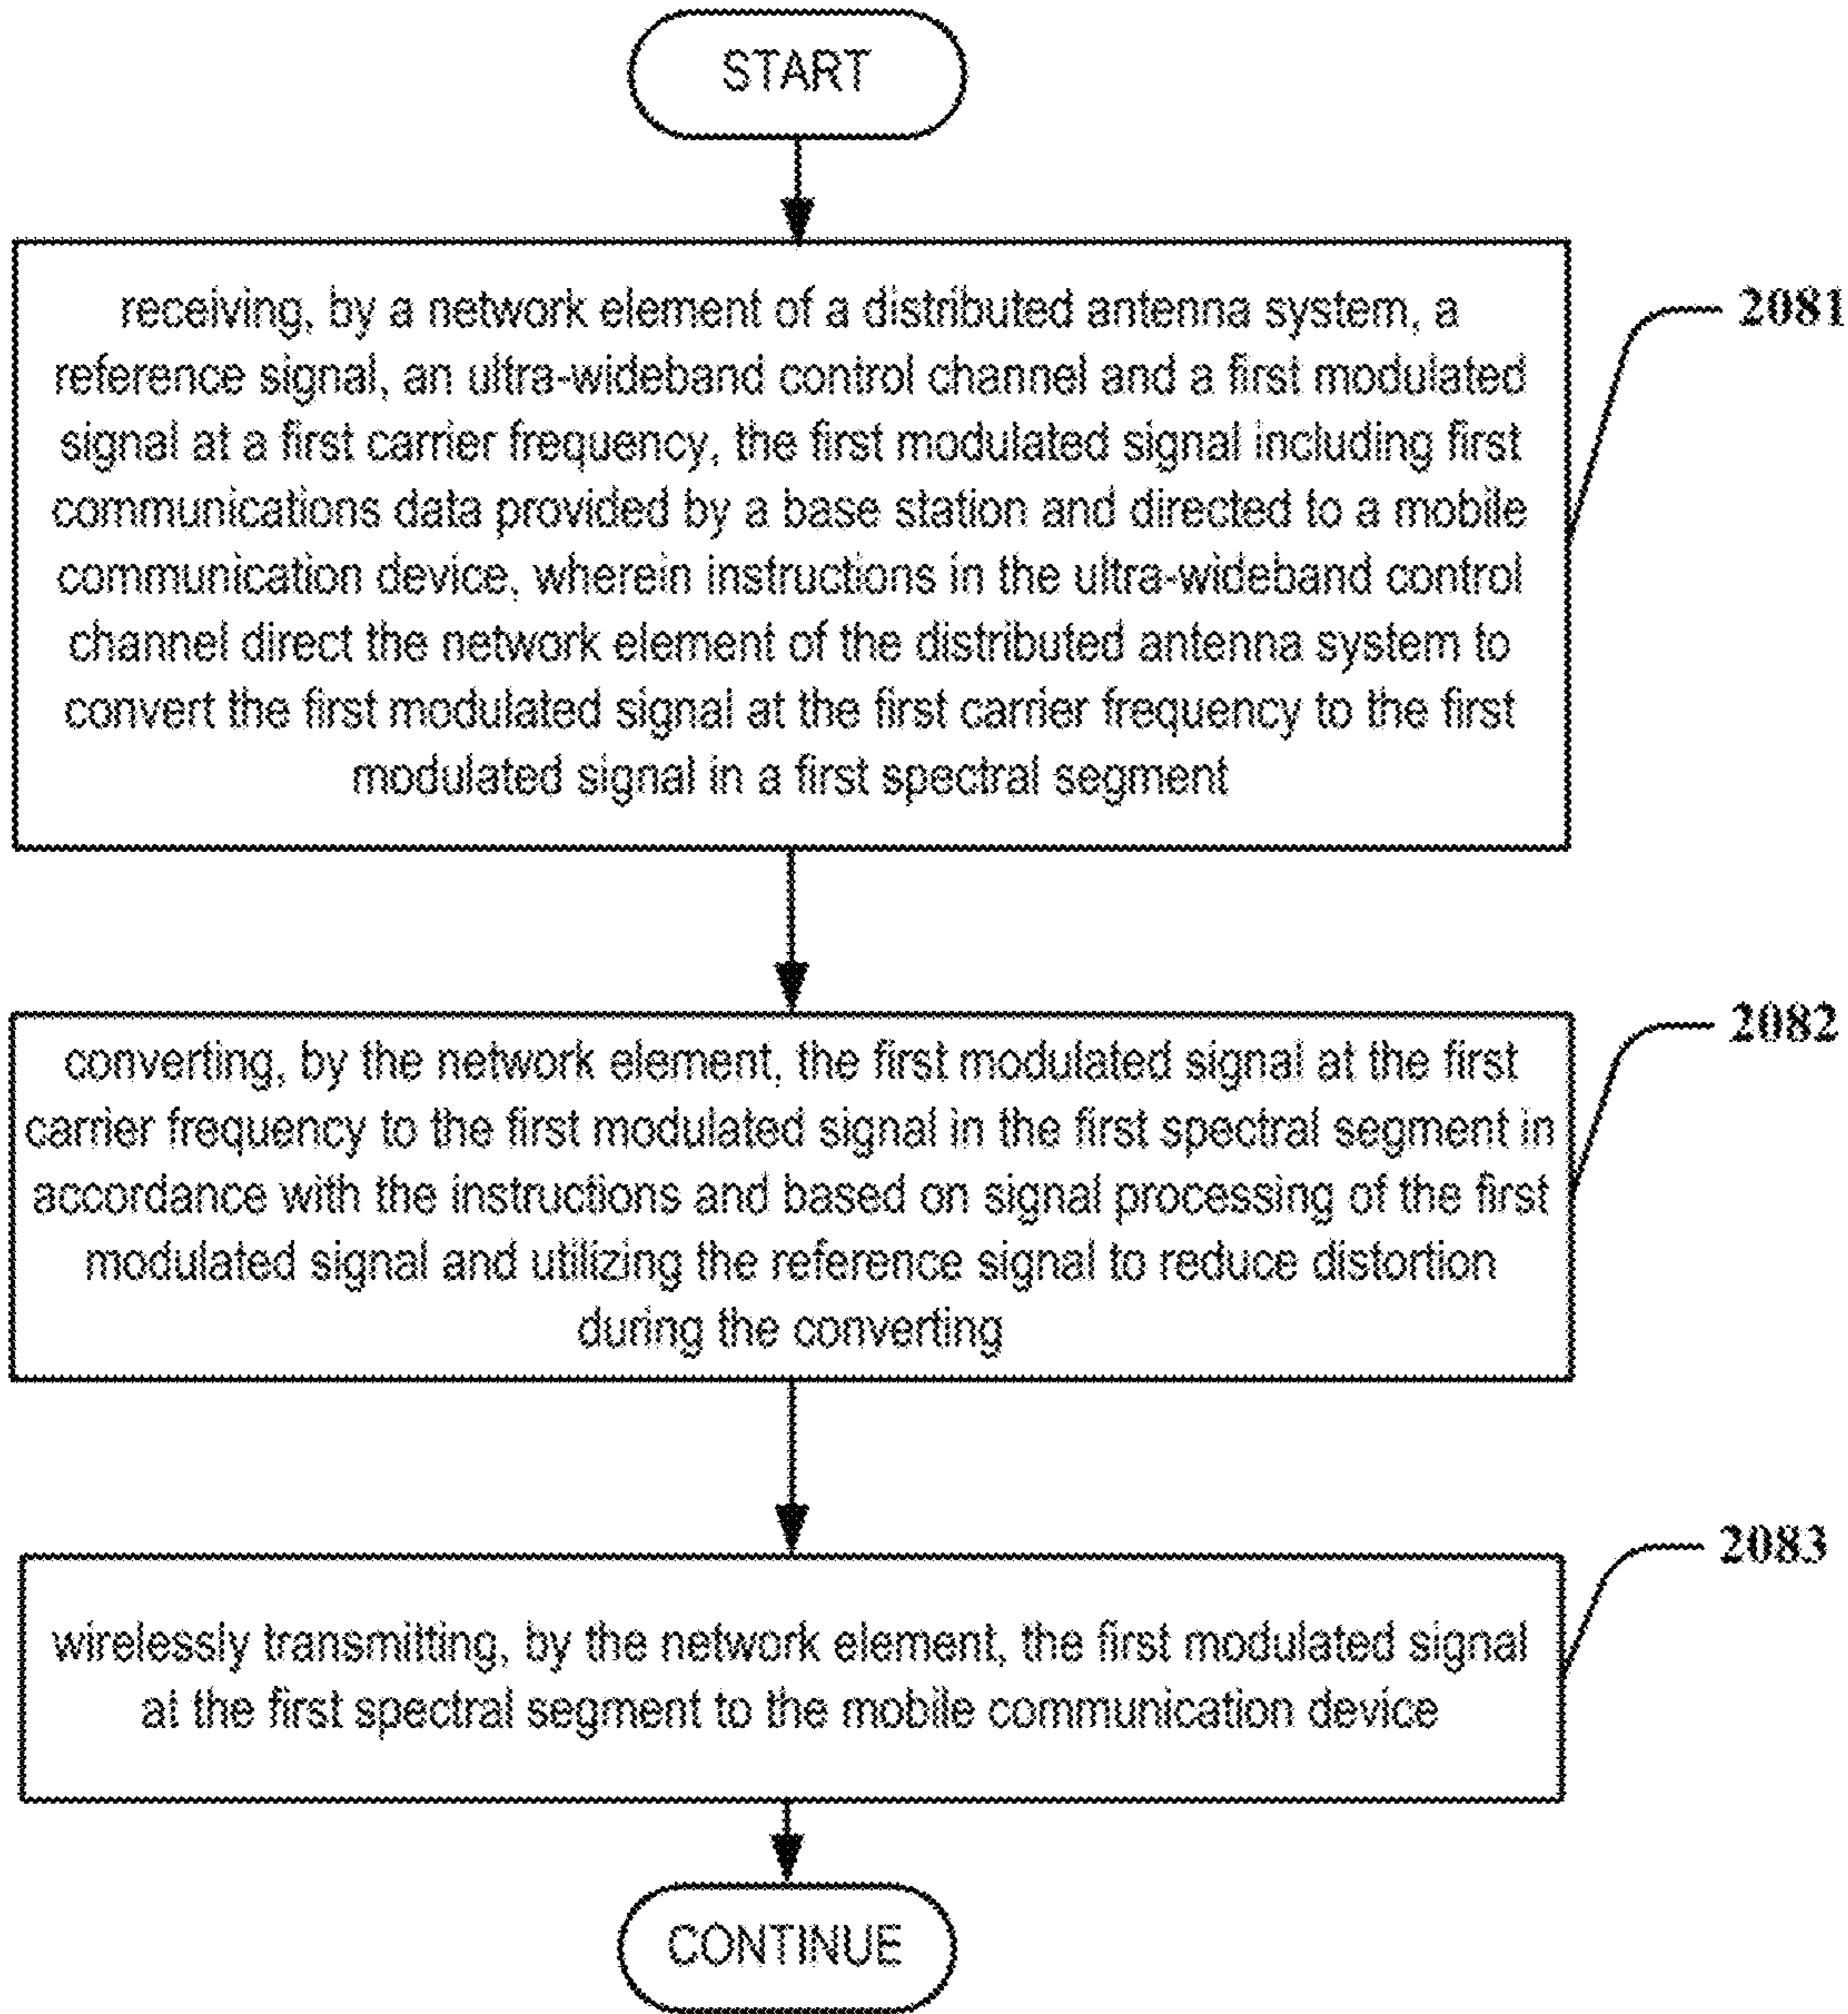 START
receiving, by a network element of a distributed antenna system, a
reference signal, an ultra-wideband control channel and a first modulated
signal at a first carrier frequency, the first modulated signal including first
communications data provided by a base station and directed to a mobile
communication device, wherein instructions in the ultra-wideband control
channel direct the network element of the distributed antenna system to
convert the first modulated signal at the first carrier frequency to the first
modulated signal in a first spectral segment
2081
converting, by the network element, the first modulated signal at the first
carrier frequency to the first modulated signal in the first spectral segment in
accordance with the instructions and based on signal processing of the first
modulated signal and utilizing the reference signal to reduce distortion
during the converting
2082
wirelessly transmitting, by the network element, the first modulated signal
at the first spectral segment to the mobile communication device
2083
CONTINUE